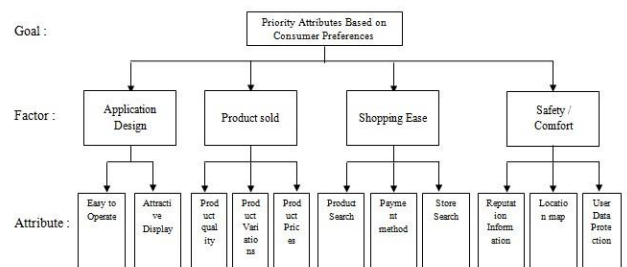 Goal :
Priority Attributes Based on
Consumer Preferences
Factor :
Application
Design
Product sold
Shopping Ease
Safety /
Comfort
Attribute :
Easy to
Operate
Attracti
ve
Display
Prod
uct
qual
ity
Prod
uct
Vari
atio
ns
Prod
uct
Pric
es
Product
Search
Payme
nt
method
Store
Search
Reputat
ion
Inform
ation
Locatio
n map
User
Data
Prote
ction